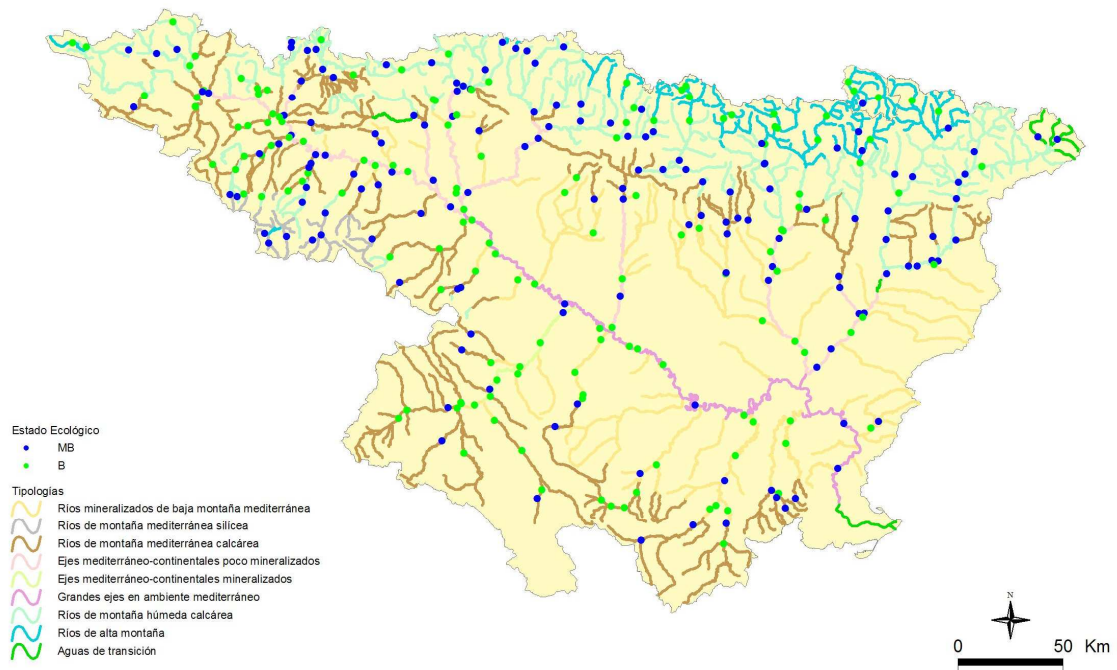 Estado Ecológico
MB
B
Tipologías
Ríos mineralizados de baja montaña mediterránea
Ríos de montaña mediterránea silícea
Ríos de montaña mediterránea calcárea
Ejes mediterráneo-continentales poco mineralizados
Ejes mediterráneo-continentales mineralizados
Grandes ejes en ambiente mediterráneo
Ríos de montaña húmeda calcárea
Ríos de alta montaña
Aguas de transición
N
0 50 Km